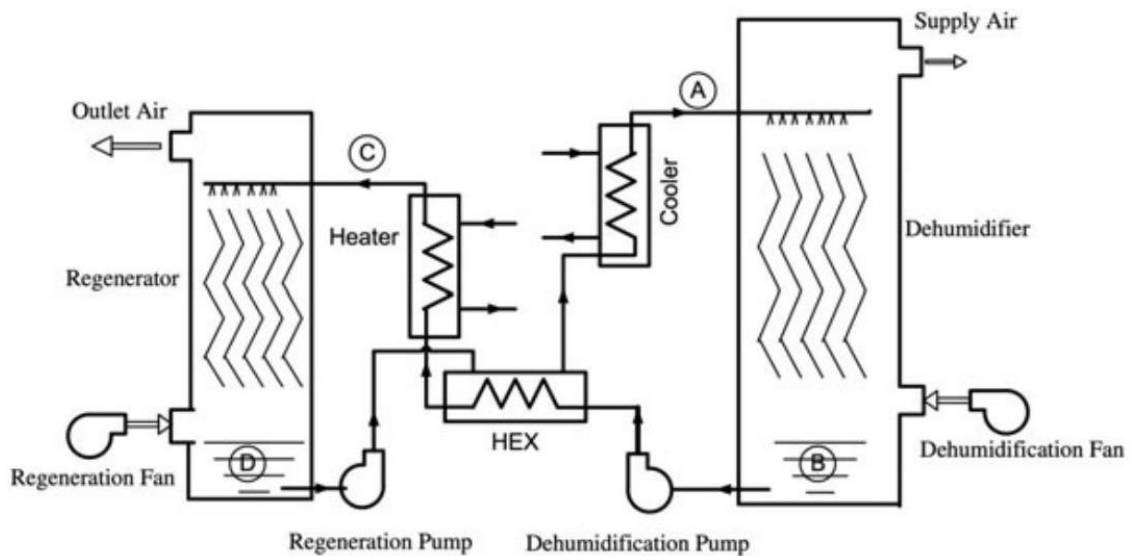 Supply Air
A
Outlet Air
C
Cooler
Heater
Dehumidifier
Regenerator
HEX
D
B
Regeneration Fan
Dehumidification Fan
Regeneration Pump
Dehumidification Pump